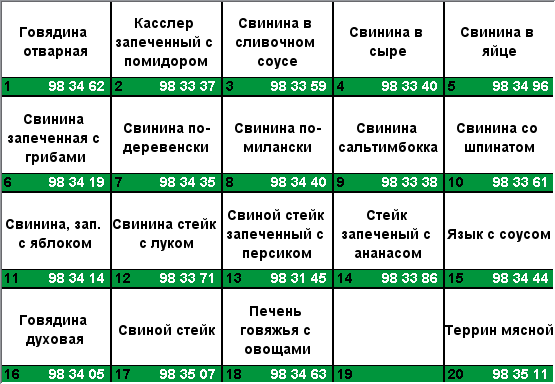 Говядина
отварная
1 98 34 62
Касслер
запеченный с
помидором
2 98 33 37
Свинина в
сливочном
соусе
3 98 33 59
Свинина в
сыре
4 98 33 40
Свинина в
яйце
5 98 34 96
Свинина
запеченная с
грибами
6 98 34 19
Свинина по-
деревенски
7 98 34 35
Свинина по-
милански
8 98 34 40
Свинина
сальтимбокка
9 98 33 38
Свинина со
шпинатом
10 98 33 61
Свинина, зап.
с яблоком
11 98 34 14
Свинина стейк
с луком
12 98 33 71
Свиной стейк
запеченный с
персиком
13 98 31 45
Стейк
запеченый с
ананасом
14 98 33 86
Язык с соусом
15 98 34 44
Говядина
духовая
16 98 34 05
Свиной стейк
17 98 35 07
Печень
говяжья с
овощами
18 98 34 63
19
Террин мясной
20 98 35 11